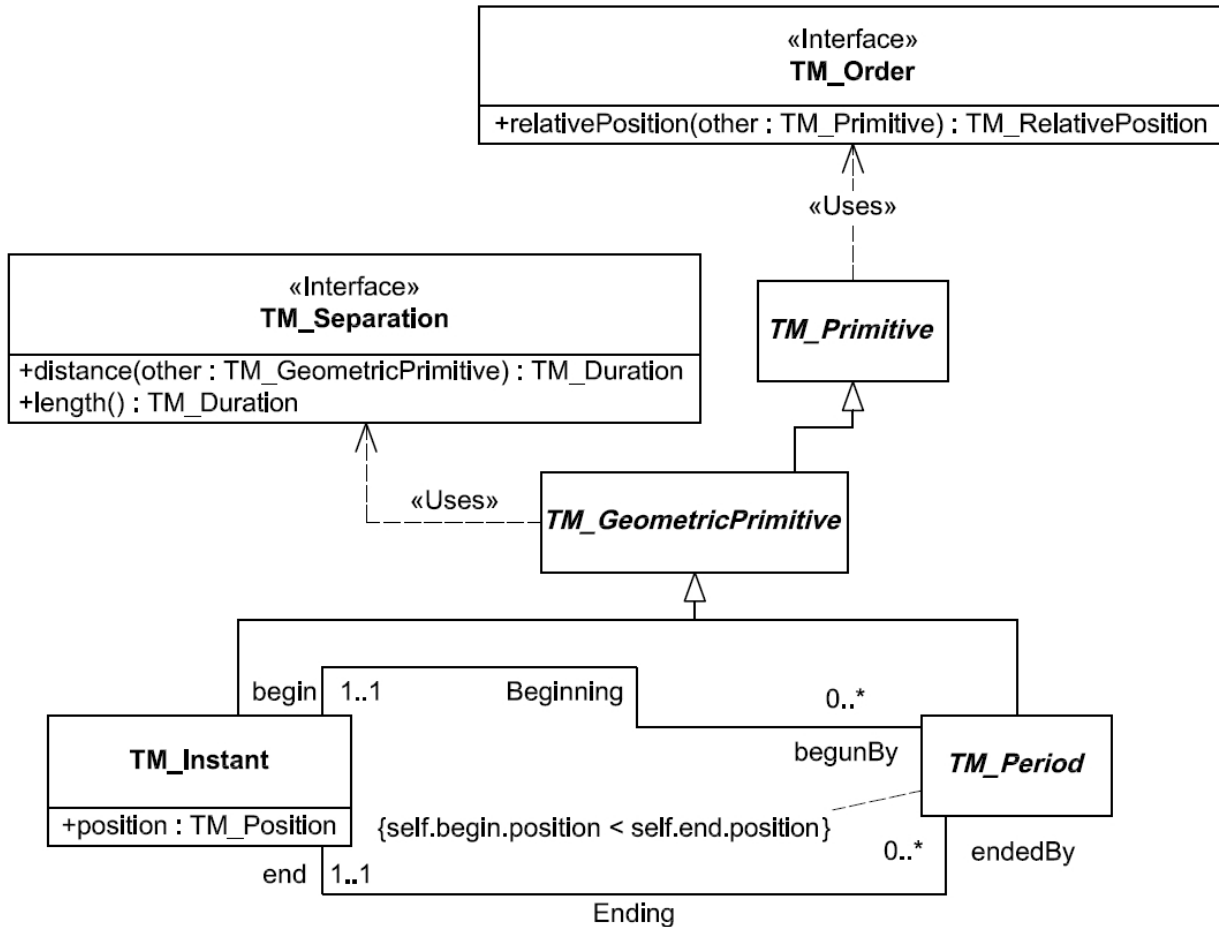 «Interface»
TM_Order
+relativePosition(other : TM_Primitive) : TM_RelativePosition
«Uses»
«Interface»
TM_Separation
+distance(other : TM_GeometricPrimitive) : TM_Duration
+length() : TM_Duration
TM_Primitive
«Uses»
TM_GeometricPrimitive
begin
1..1
Beginning
0..*
begunBy
TM_Instant
+position : TM_Position
TM_Period
{self.begin.position < self.end.position}
end
1..1
0..*
endedBy
Ending